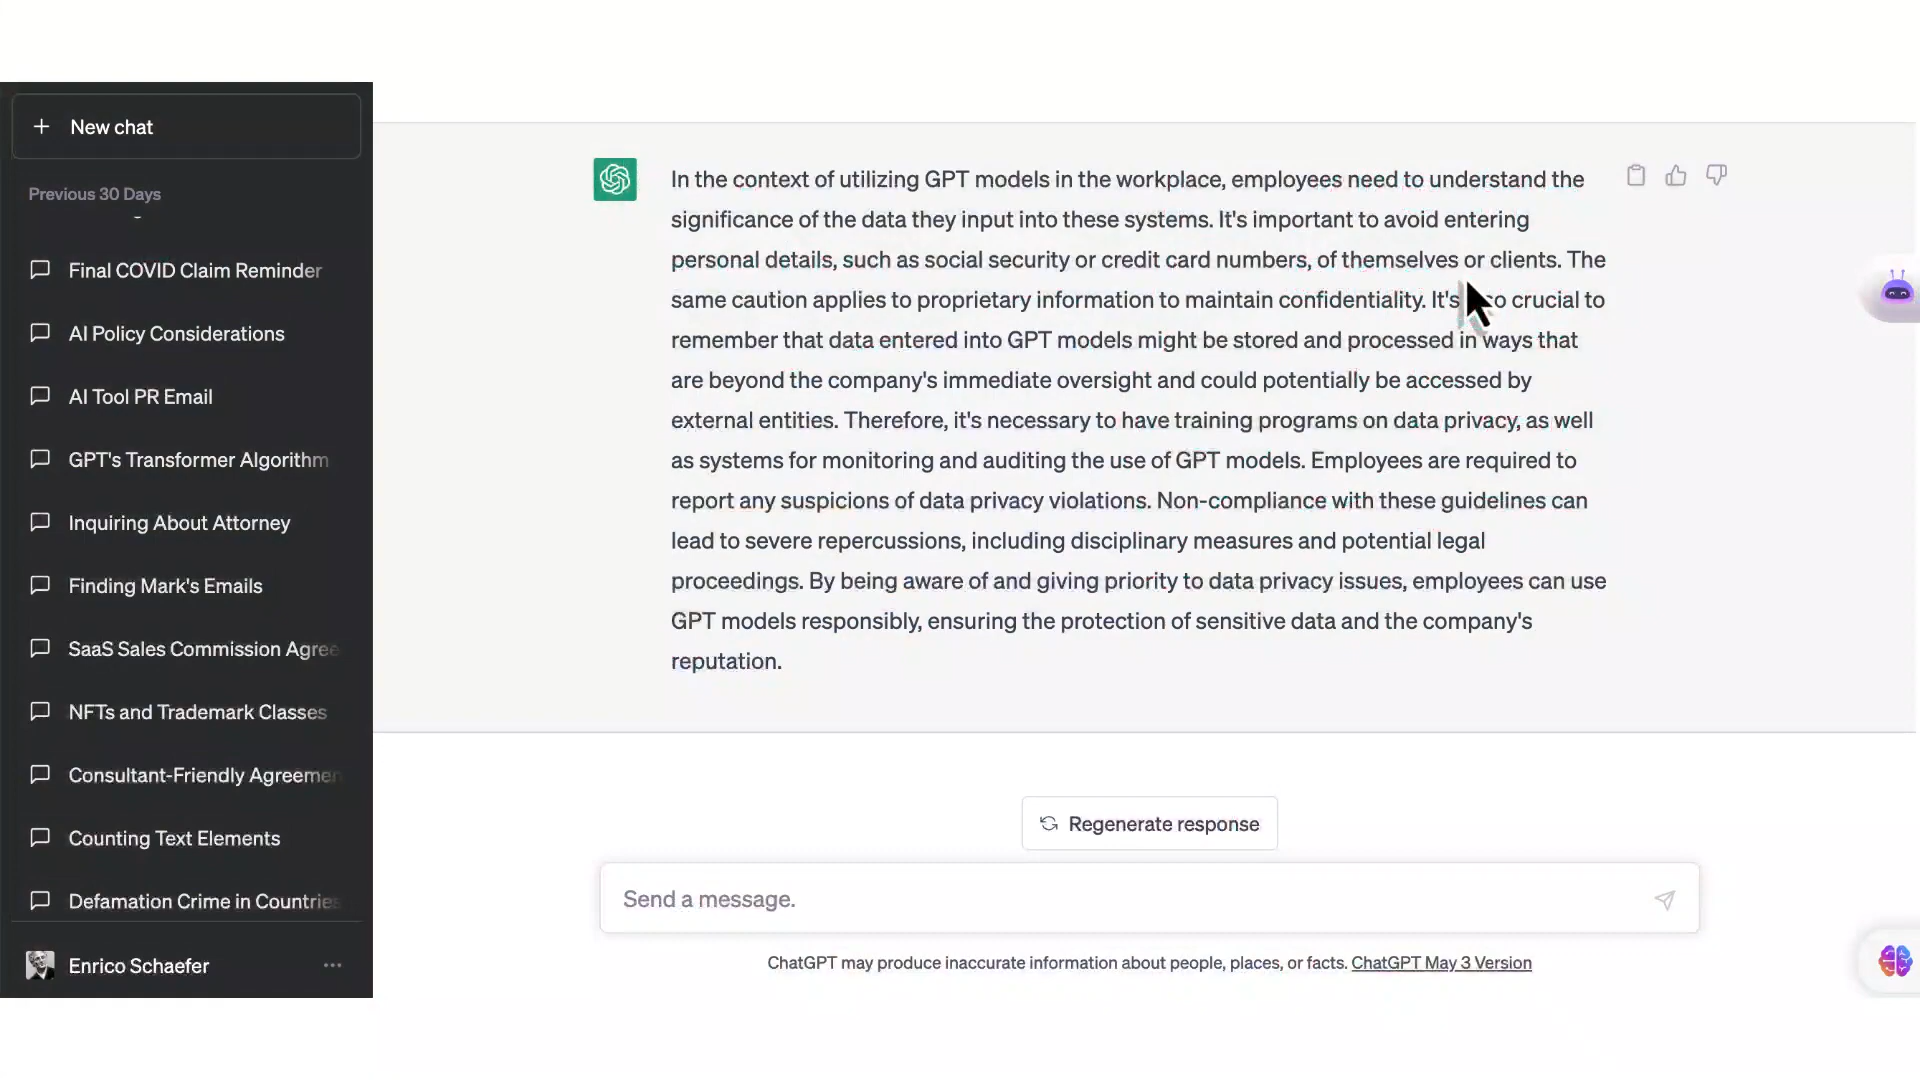 New chat
Previous 30 Days
Final COVID Claim Reminder
AI Policy Considerations
AI Tool PR Email
GPT's Transformer Algorithm
Inquiring About Attorney
Finding Mark's Emails
SaaS Sales Commission Agree
NFTs and Trademark Classes
Consultant-Friendly Agreemen
Counting Text Elements
Defamation Crime in Countries
Enrico Schaefer
In the context of utilizing GPT models in the workplace, employees need to understand the
significance of the data they input into these systems. It's important to avoid entering
personal details, such as social security or credit card numbers, of themselves or clients. The
same caution applies to proprietary information to maintain confidentiality. It's crucial to
remember that data entered into GPT models might be stored and processed in ways that
are beyond the company's immediate oversight and could potentially be accessed by
external entities. Therefore, it's necessary to have training programs on data privacy, as well
as systems for monitoring and auditing the use of GPT models. Employees are required to
report any suspicions of data privacy violations. Non-compliance with these guidelines can
lead to severe repercussions, including disciplinary measures and potential legal
proceedings. By being aware of and giving priority to data privacy issues, employees can use
GPT models responsibly, ensuring the protection of sensitive data and the company's
reputation.
Regenerate response
Send a message.
ChatGPT may produce inaccurate information about people, places, or facts. ChatGPT May 3 Version